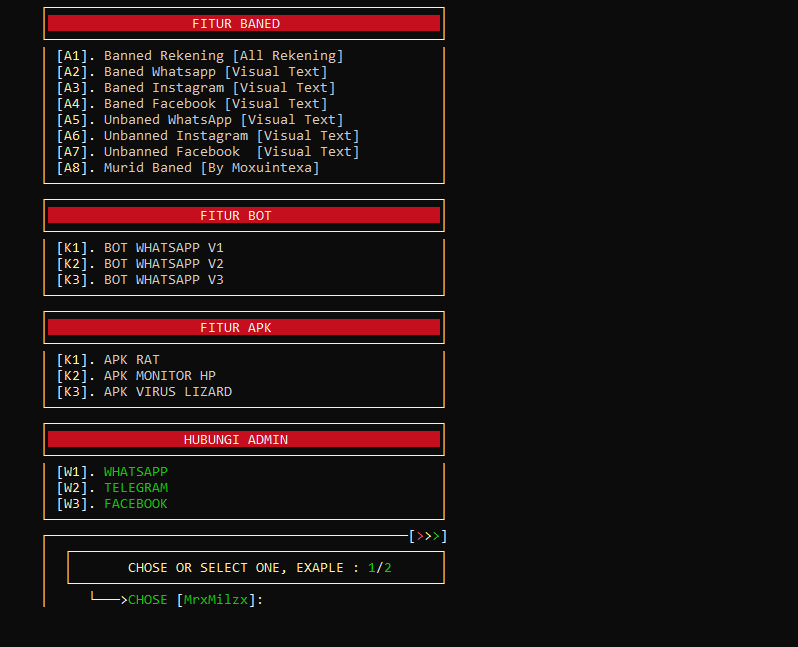 FITUR BANED
[A1]. Banned Rekening [All Rekening]
[A2]. Baned Whatsapp [Visual Text]
[A3]. Baned Instagram [Visual Text]
[A4]. Baned Facebook [Visual Text]
[A5]. Unbaned WhatsApp [Visual Text]
[A6]. Unbanned Instagram [Visual Text]
[A7]. Unbanned Facebook  [Visual Text]
[A8]. Murid Baned [By Moxuintexa]
FITUR BOT
[K1]. BOT WHATSAPP V1
[K2]. BOT WHATSAPP V2
[K3]. BOT WHATSAPP V3
FITUR APK
[K1]. APK RAT
[K2]. APK MONITOR HP
[K3]. APK VIRUS LIZARD
HUBUNGI ADMIN
[W1]. WHATSAPP
[W2]. TELEGRAM
[W3]. FACEBOOK
[>>>]
CHOSE OR SELECT ONE, EXAPLE : 1/2
>CHOSE [MrxMilzx]: